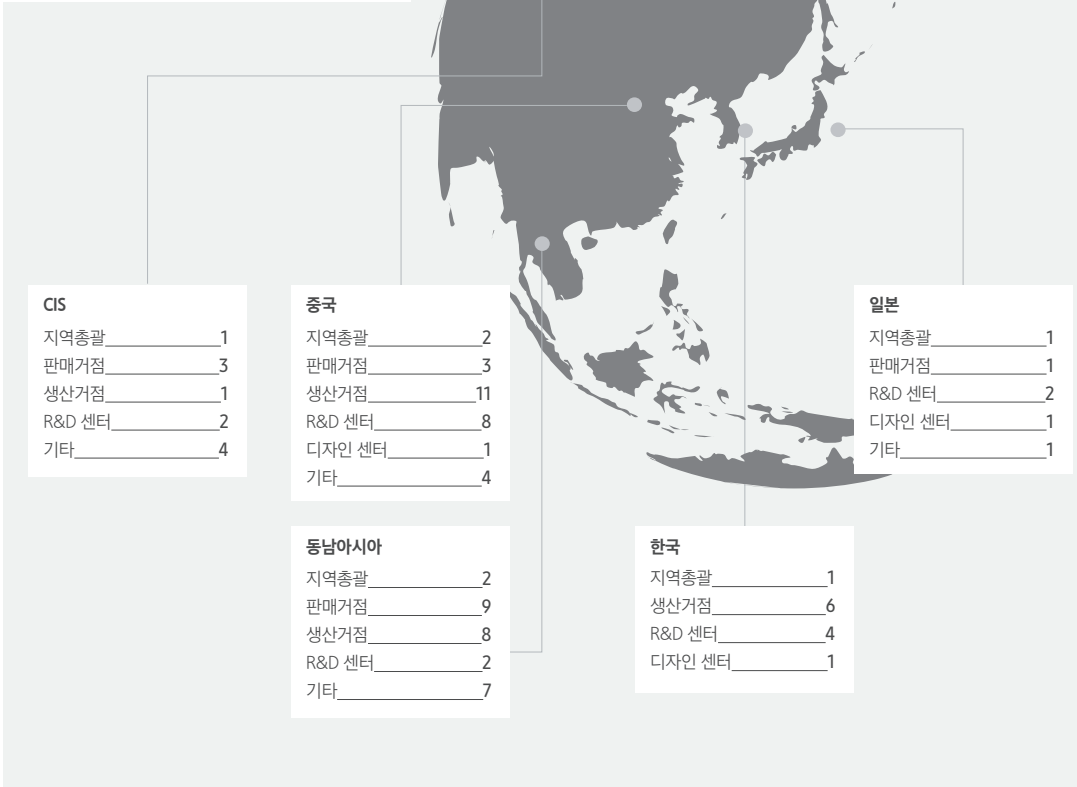 CIS
지역총괄 1
판매거점 3
생산거점 1
R&D 센터 2
기타 4
중국
지역총괄 2
판매거점 3
생산거점 11
R&D 센터 8
디자인 센터 1
기타 4
일본
지역총괄 1
판매거점 1
R&D 센터 2
디자인 센터 1
기타 1
동남아시아
지역총괄 2
판매거점 9
생산거점 8
R&D 센터 2
기타 7
한국
지역총괄 1
생산거점 6
R&D 센터 4
디자인 센터 1